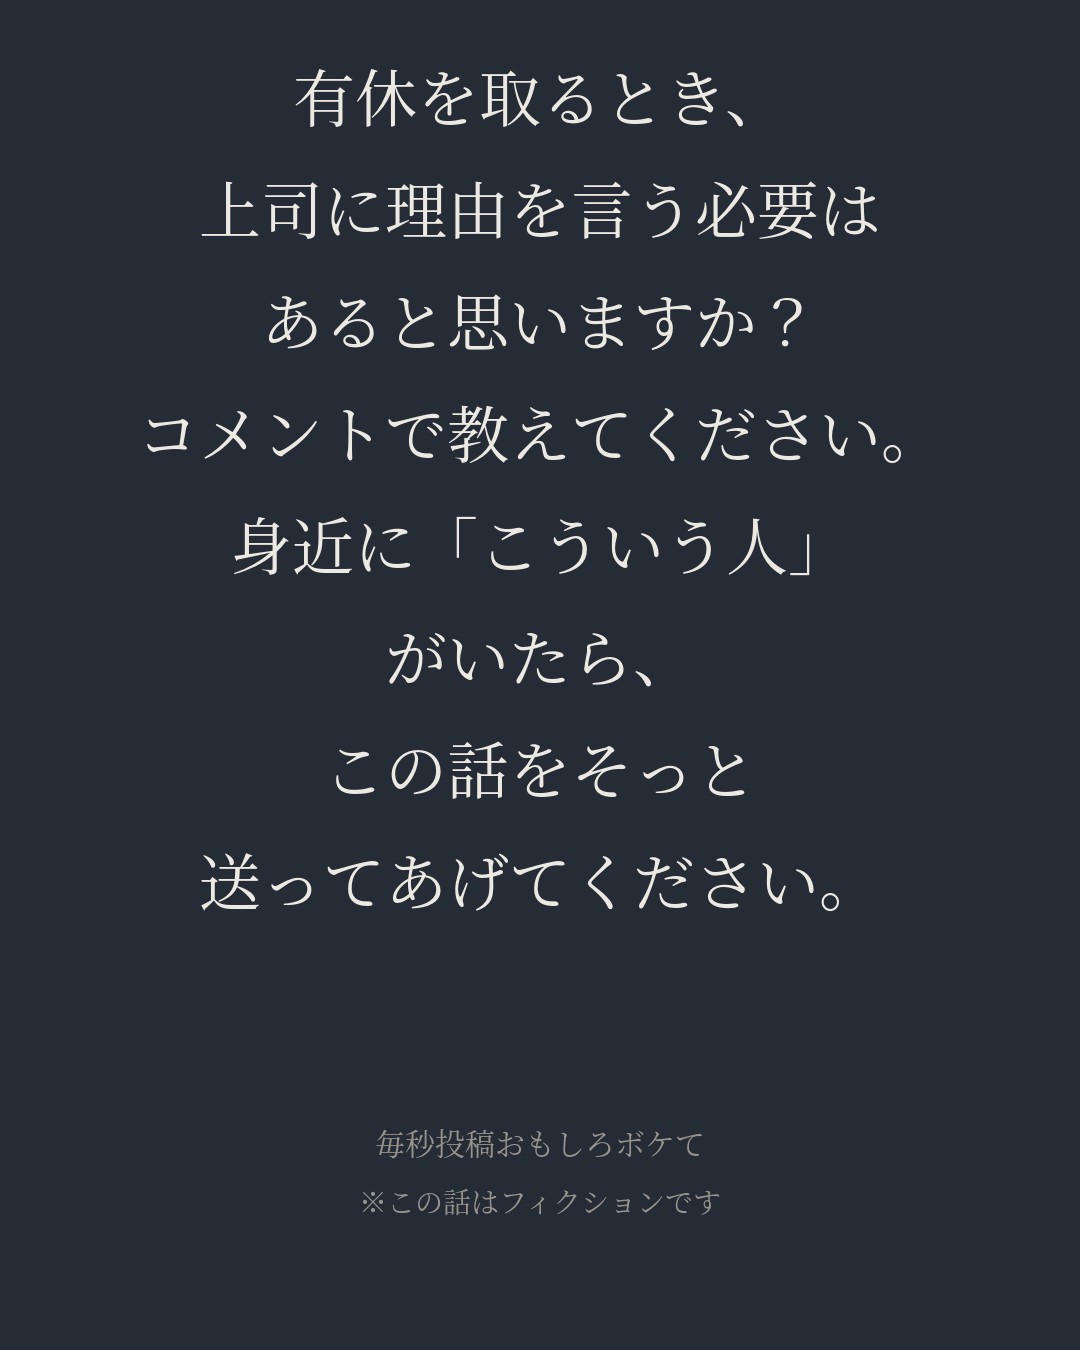 有休を取るとき、
上司に理由を言う必要は
あると思いますか？
コメントで教えてください。
身近に「こういう人」
がいたら、
この話をそっと
送ってあげてください。
毎秒投稿おもしろボケて
※この話はフィクションです